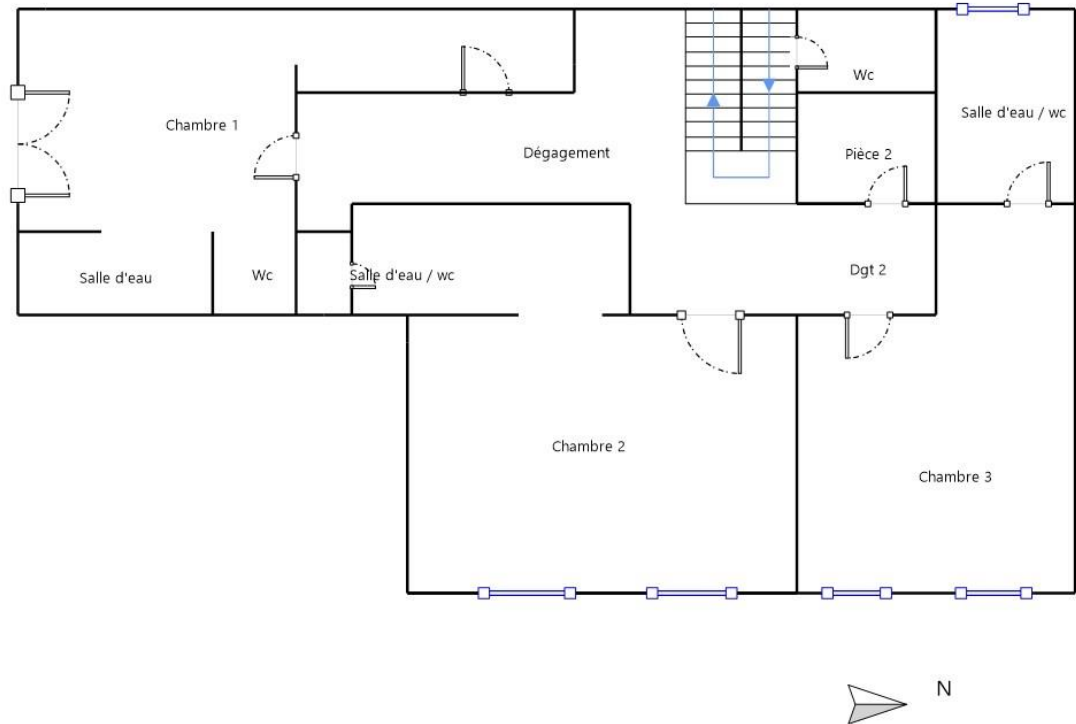 Wc
Salle d'eau / wc
Chambre 1
Dégagement
Pièce 2
Salle d'eau
Wc
Salle d'eau / wc
Dgt 2
Chambre 2
Chambre 3
N